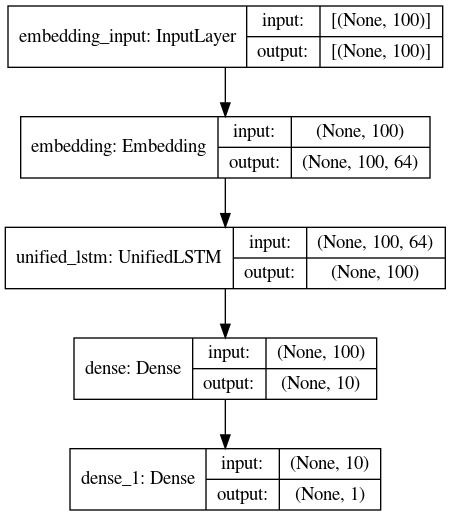 embedding_input: InputLayer
input:
[(None, 100)]
output:
[(None, 100)]
embedding: Embedding
input:
(None, 100)
output:
(None, 100, 64)
unified_lstm: UnifiedLSTM
input:
(None, 100, 64)
output:
(None, 100)
dense: Dense
input:
(None, 100)
output:
(None, 10)
dense_1: Dense
input:
(None, 10)
output:
(None, 1)